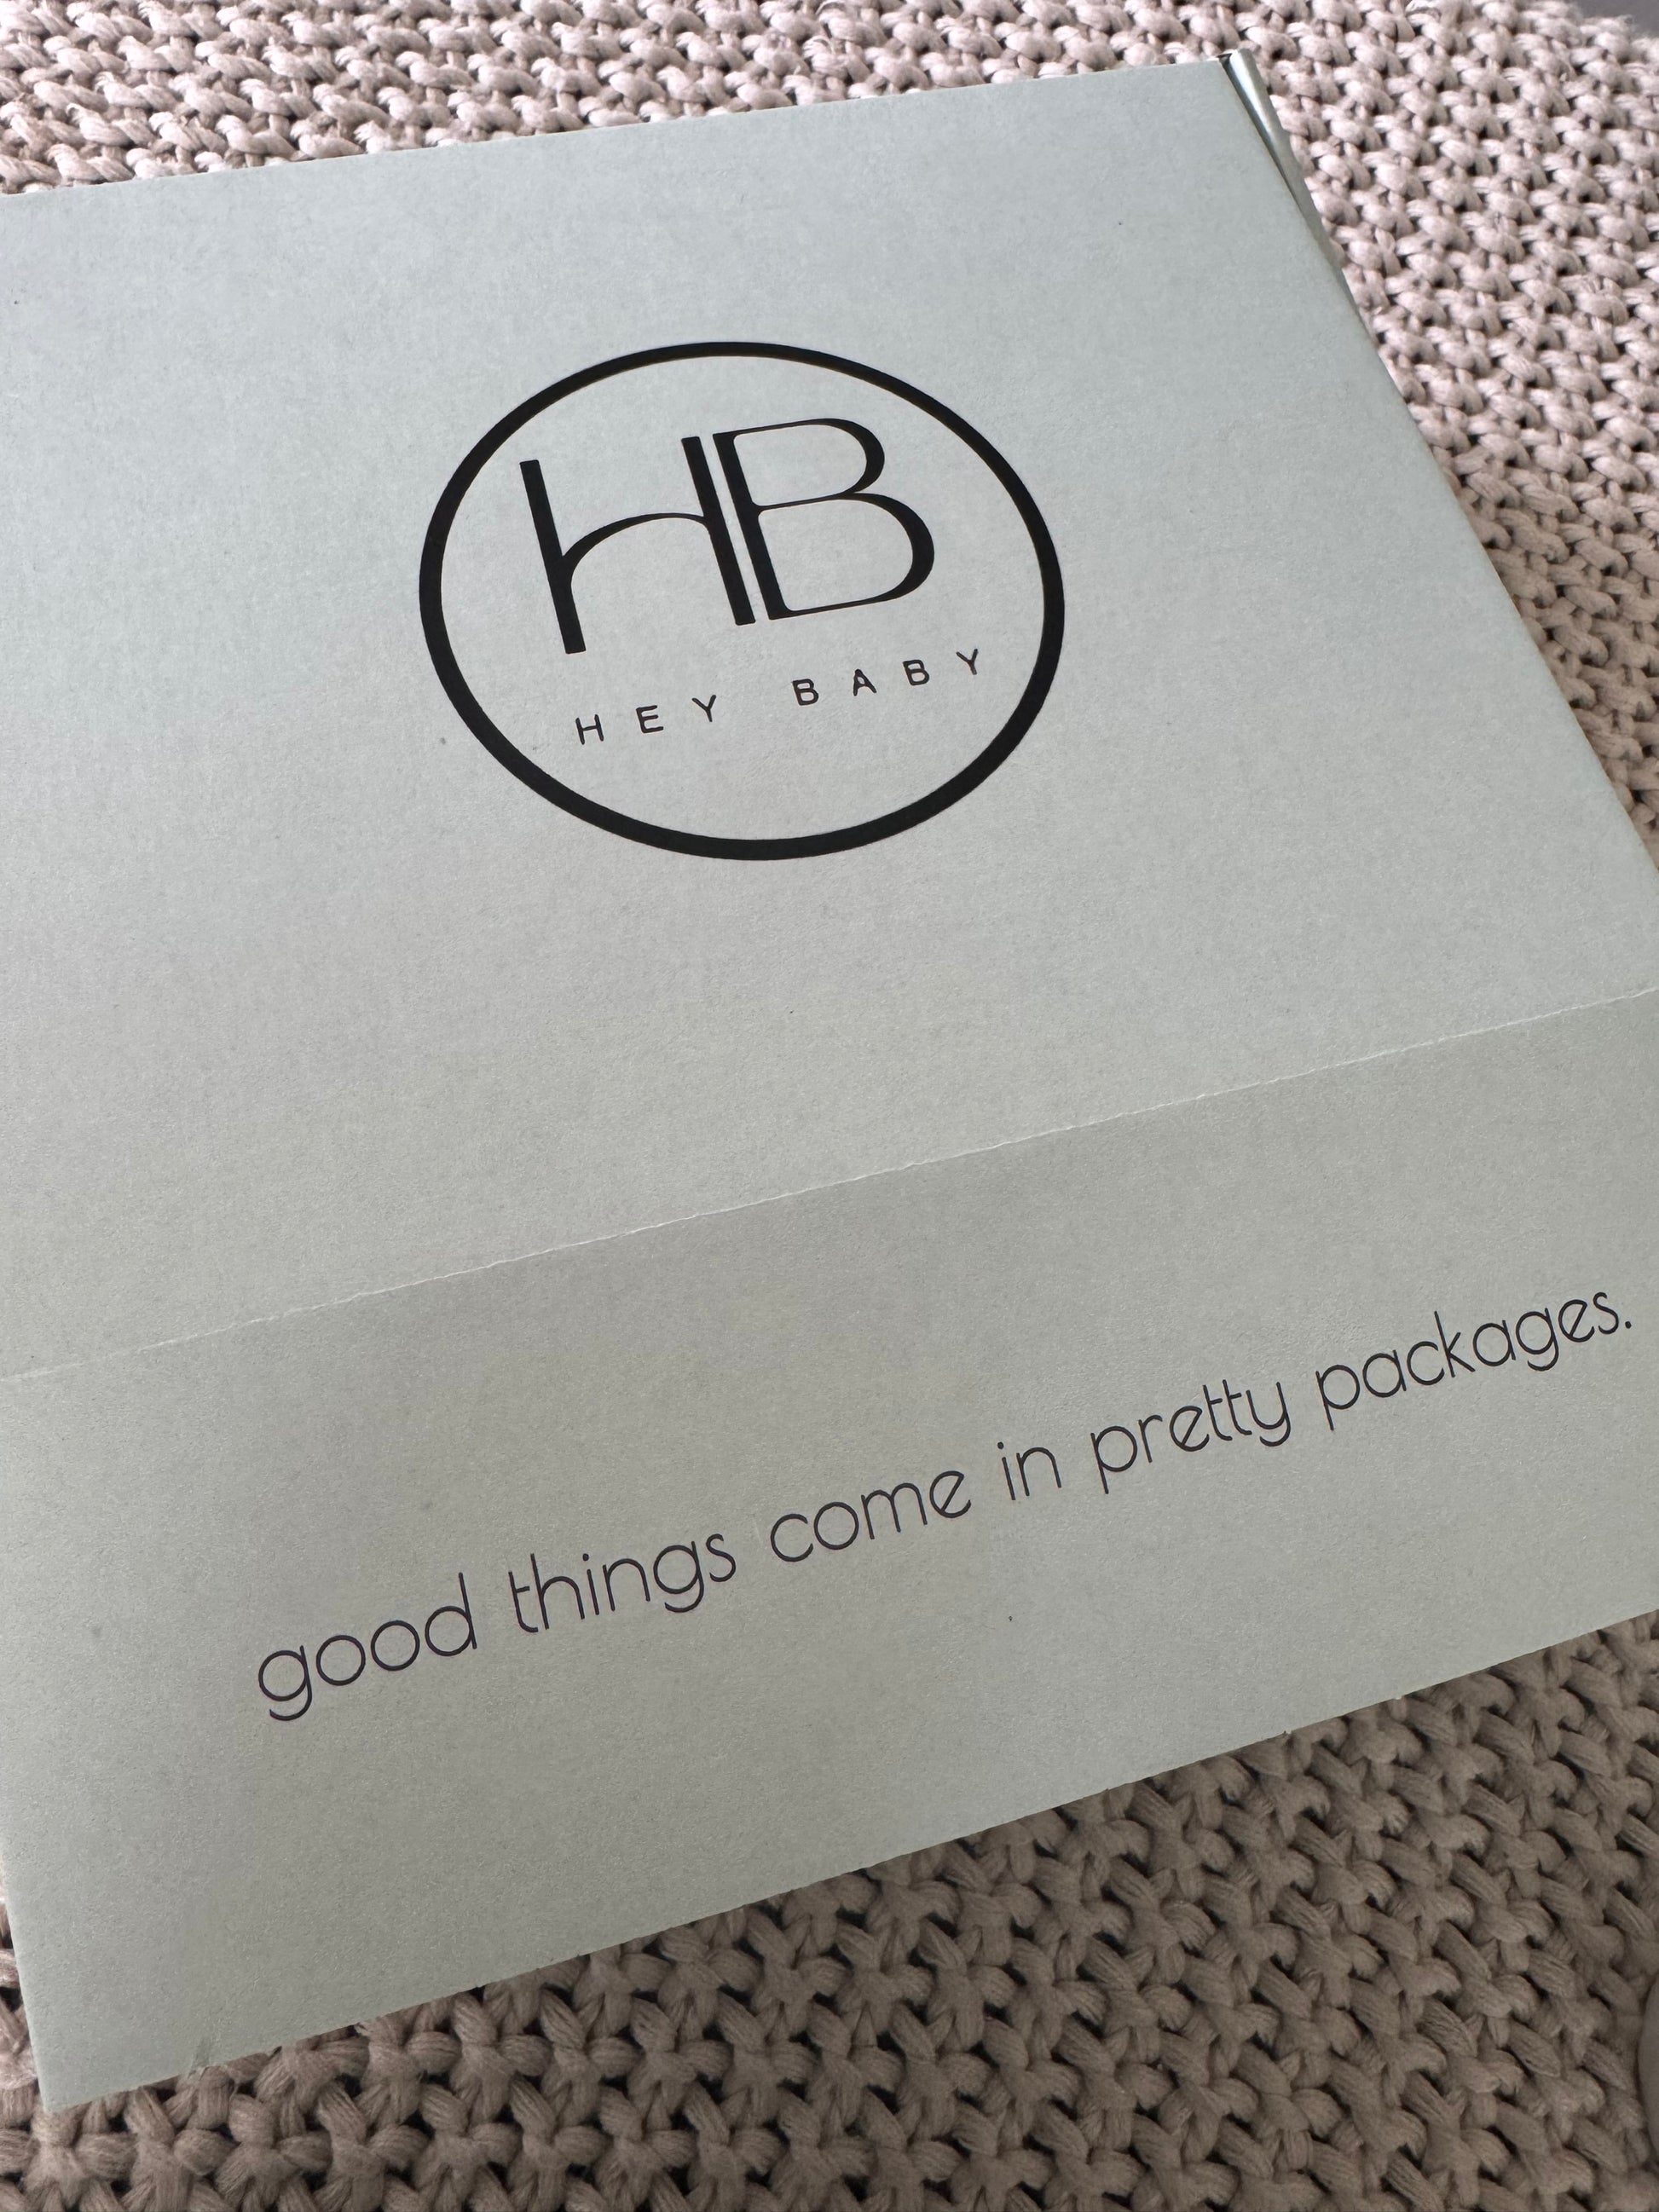 HB
HEY BABY
good things come in pretty packages.